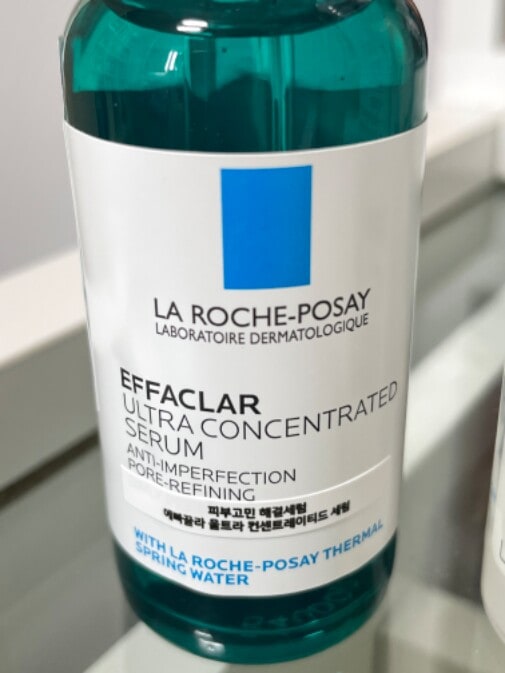 LA ROCHE-POSAY
LABORATOIRE DERMATOLOGIQUE
EFFACLAR
ULTRA CONCENTRATED
SERUM
ANTI-IMPERFECTION
PORE-REFINING
피부고민 해결세럼
에빠끌라 울트라 컨센트레이티드 세럼
WITH LA ROCHE-POSAY THERMAL
SPRING WATER